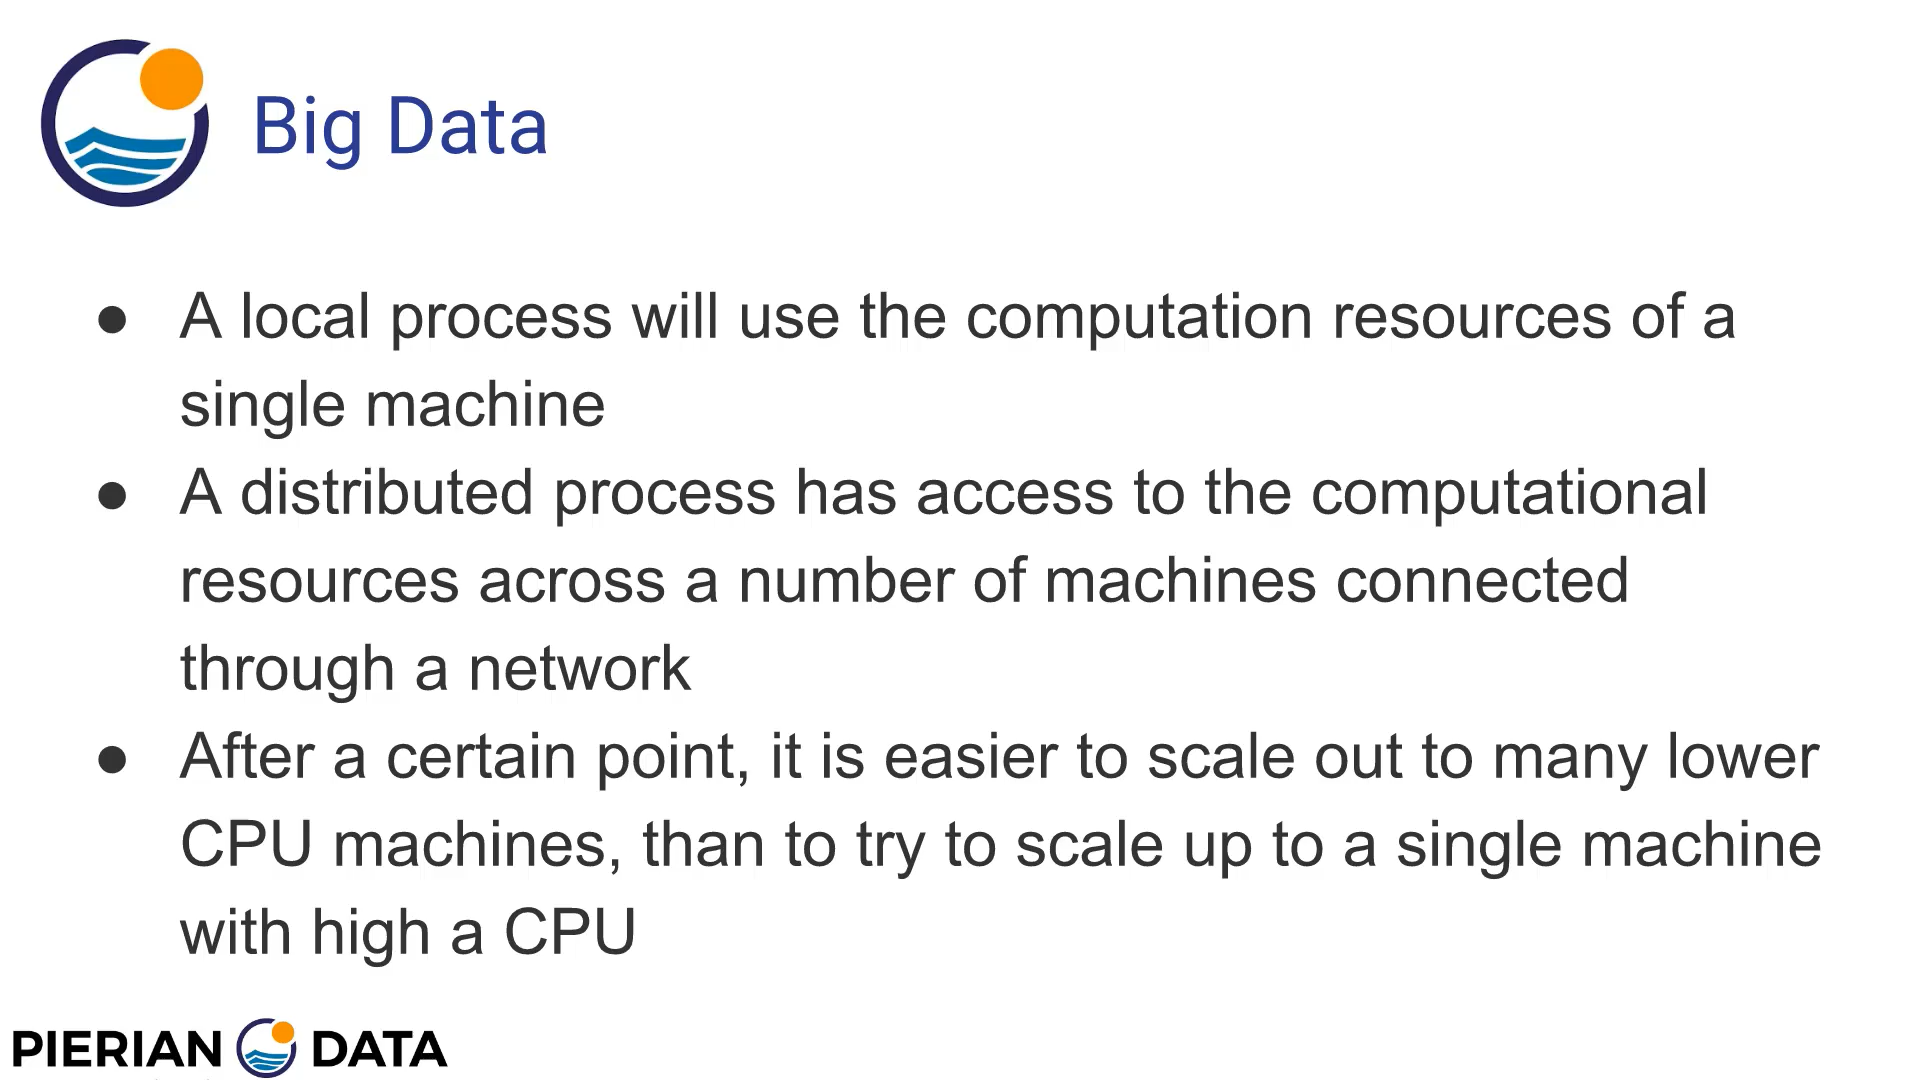 Big Data
● A local process will use the computation resources of a
single machine
● A distributed process has access to the computational
resources across a number of machines connected
through a network
● After a certain point, it is easier to scale out to many lower
CPU machines, than to try to scale up to a single machine
with high a CPU
PIERIAN DATA